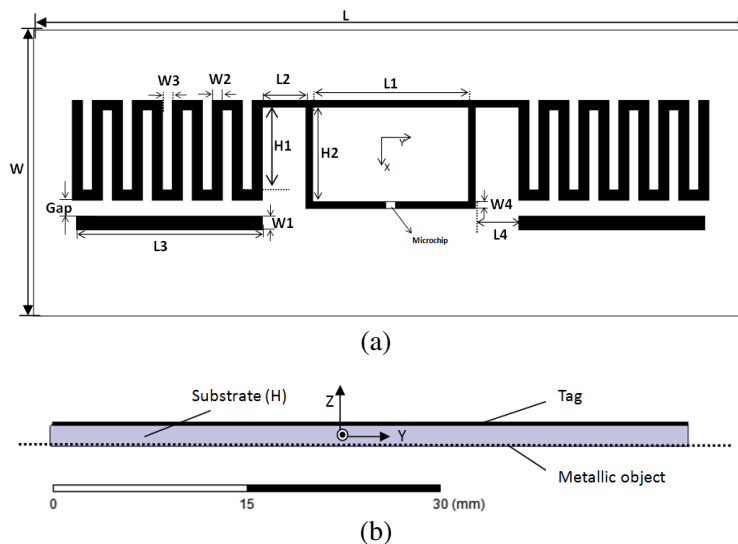 L
W3 W2 L2 L1
H1 H2
Y
X
W
Gap
W1
W4
L3
L4
Microchip
(a)
Substrate (H)
Z
Tag
Y
Metallic object
0 15 30 (mm)
(b)